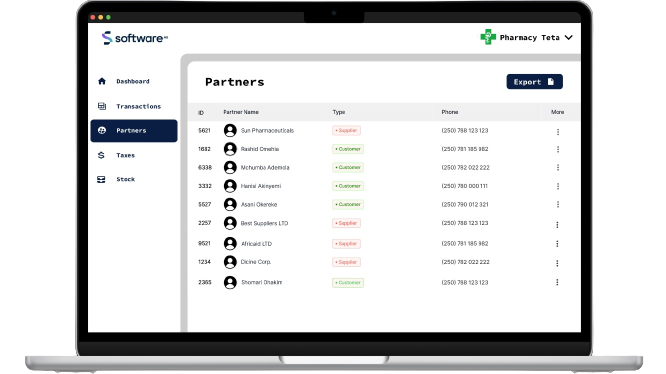 software
Pharmacy Teta
Dashboard
Transactions
Partners
Taxes
Stock
Partners
Export
ID Partner Name Type Phone More
5621 Sun Pharmaceuticals + Supplier (250) 788 123 123
1682 Rashid Omahia + Customer (250) 781 185 982
6338 Mchumba Ademola + Customer (250) 782 022 222
3332 Hanisi Akinyemi + Customer (250) 780 000 111
5527 Asani Okereke + Customer (250) 790 012 321
2257 Best Suppliers LTD + Supplier (250) 788 123 123
9521 Africaid LTD + Supplier (250) 781 185 982
1234 Dicine Corp. + Supplier (250) 782 022 222
2365 Shomari Dhakim + Customer (250) 788 123 123